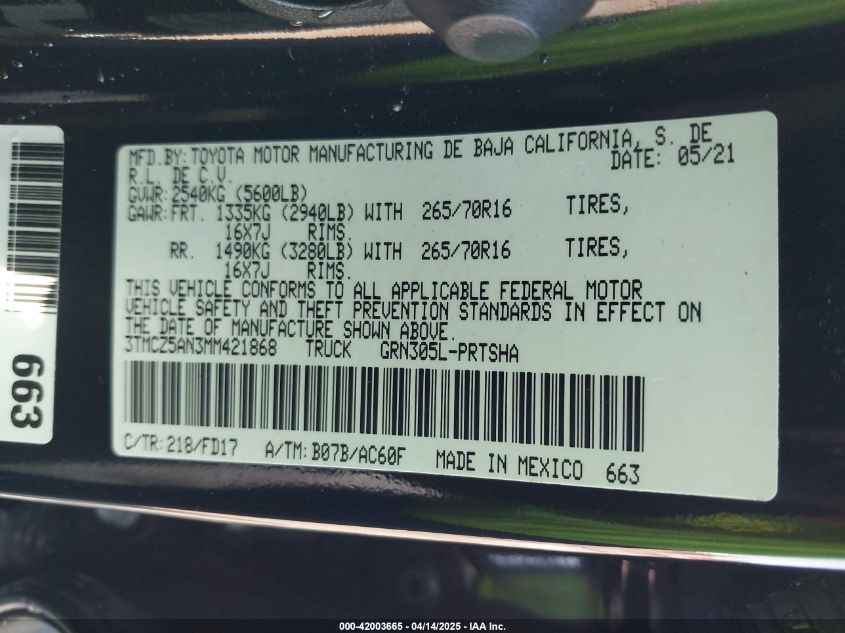 MFD.BY:TOYOTA MOTOR MANUFACTURING DE BAJA CALIFORNIA, S. DE
R.L. DE C.V. DATE: 05/21
GVWR:2540KG (5600LB)
GAWR:FRT. 1335KG (2940LB) WITH 265/70R16 TIRES,
16X7J RIMS.
RR. 1490KG (3280LB) WITH 265/70R16 TIRES,
16X7J RIMS.
THIS VEHICLE CONFORMS TO ALL APPLICABLE FEDERAL MOTOR
VEHICLE SAFETY AND THEFT PREVENTION STANDARDS IN EFFECT ON
THE DATE OF MANUFACTURE SHOWN ABOVE.
3TMCZ5AN3MM421868 TRUCK GRN305L-PRTSHA
C/TR:218/FD17 A/TM:B07B/AC60F MADE IN MEXICO 663
663
000-42003665 - 04/14/2025 - IAA Inc.